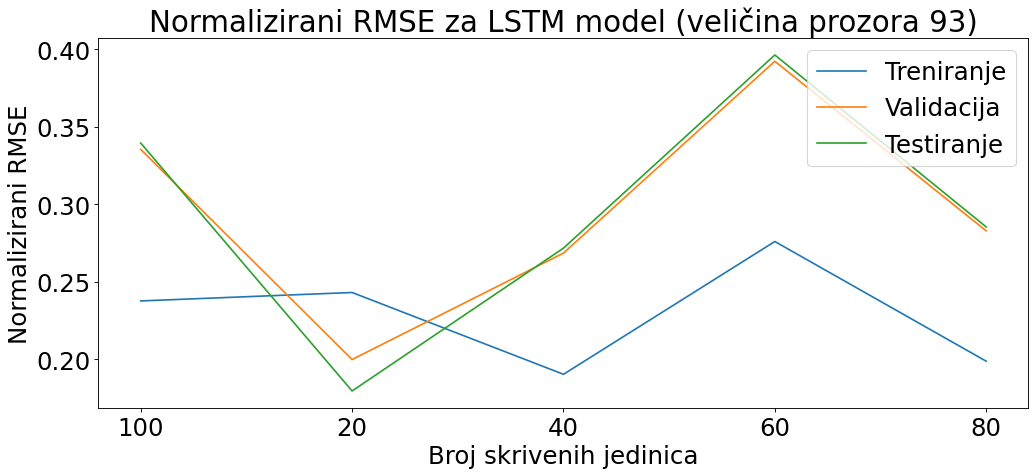 Normalizirani RMSE za LSTM model (veličina prozora 93)
Normalizirani RMSE
0.40
0.35
0.30
0.25
0.20
Treniranje
Validacija
Testiranje
100 20 40 60 80
Broj skrivenih jedinica